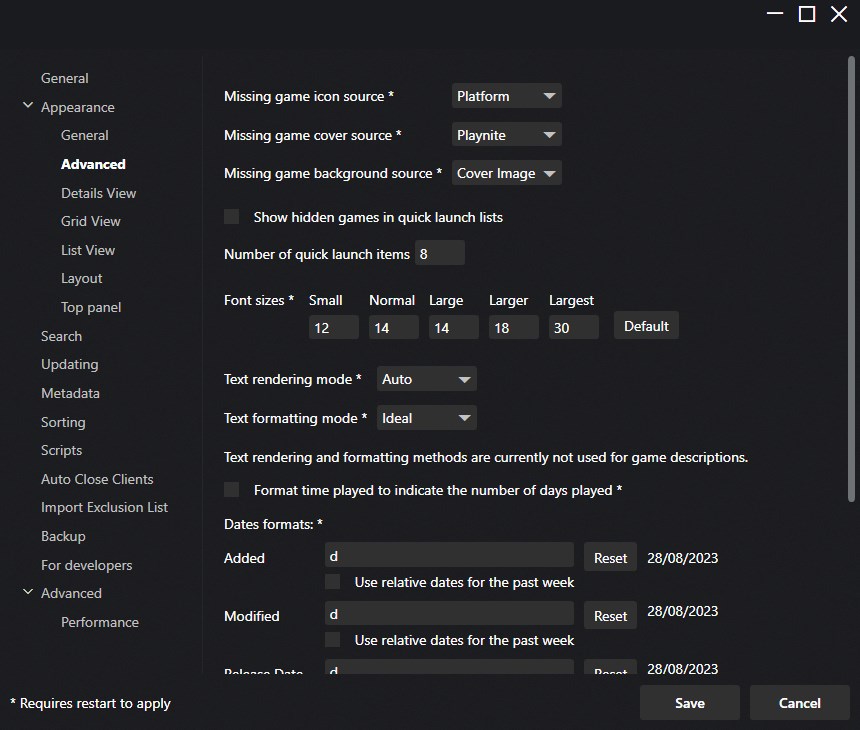 General
Appearance
General
Advanced
Details View
Grid View
List View
Layout
Top panel
Search
Updating
Metadata
Sorting
Scripts
Auto Close Clients
Import Exclusion List
Backup
For developers
Advanced
Performance
Missing game icon source * Platform
Missing game cover source * Playnite
Missing game background source * Cover Image
Show hidden games in quick launch lists
Number of quick launch items 8
Font sizes * Small Normal Large Larger Largest
12 14 14 18 30 Default
Text rendering mode * Auto
Text formatting mode * Ideal
Text rendering and formatting methods are currently not used for game descriptions.
Format time played to indicate the number of days played *
Dates formats: *
Added d Reset 28/08/2023
Use relative dates for the past week
Modified d Reset 28/08/2023
Use relative dates for the past week
Release Date d Reset 28/08/2023
* Requires restart to apply Save Cancel